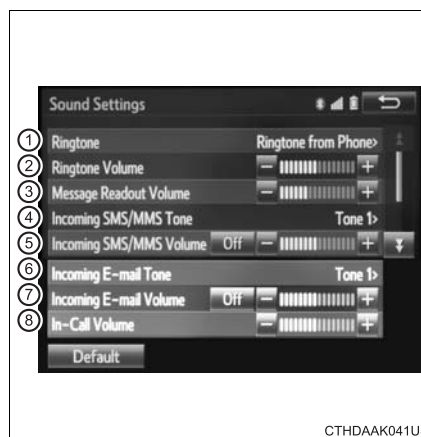 Sound Settings
① Ringtone Ringtone from Phone>
② Ringtone Volume − +
③ Message Readout Volume − +
④ Incoming SMS/MMS Tone Tone 1>
⑤ Incoming SMS/MMS Volume Off − +
⑥ Incoming E-mail Tone Tone 1>
⑦ Incoming E-mail Volume Off − +
⑧ In-Call Volume − +
Default
CTHDAAK041U